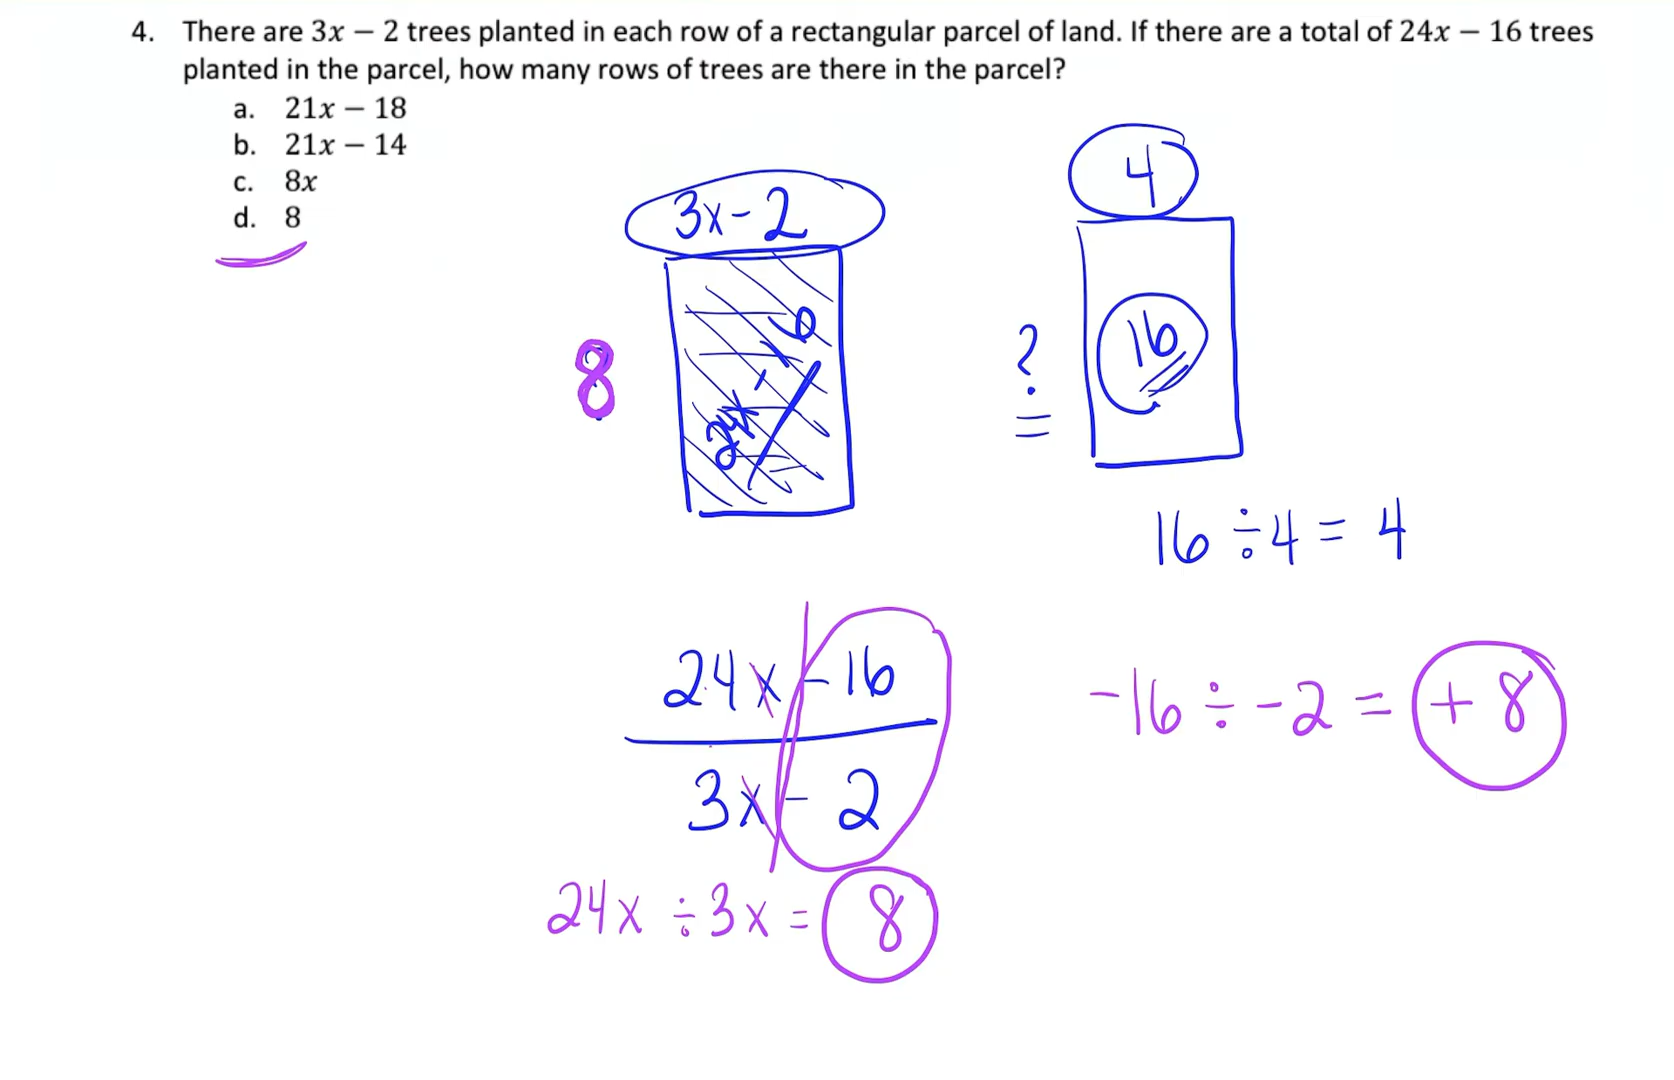 4. There are 3x − 2 trees planted in each row of a rectangular parcel of land. If there are a total of 24x − 16 trees
planted in the parcel, how many rows of trees are there in the parcel?
a. 21x − 18
b. 21x − 14
c. 8x
d. 8
3x - 2
8
24x - 16
4
?
16
16 ÷ 4 = 4
24x - 16
3x - 2
24x ÷ 3x = 8
-16 ÷ -2 = + 8